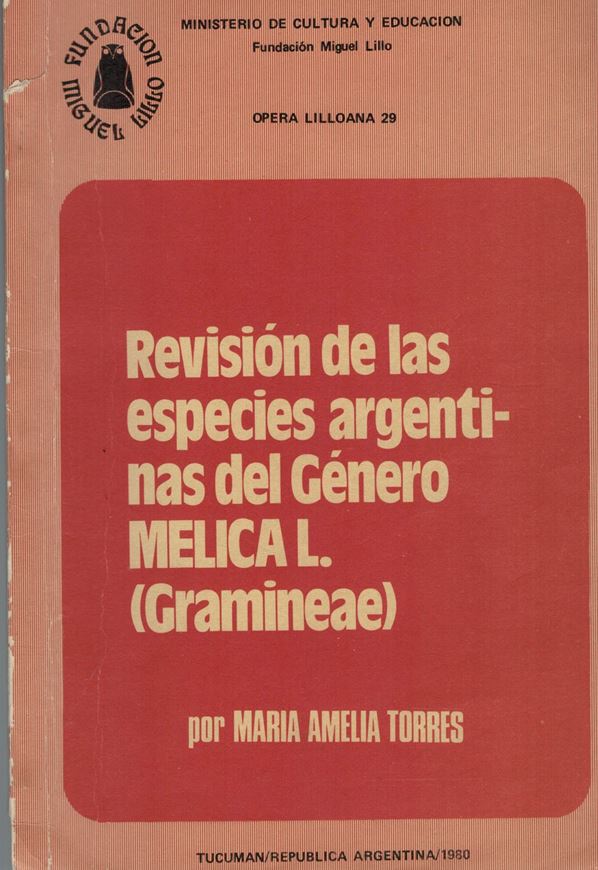 FUNDACION
MIGUEL LILLO
MINISTERIO DE CULTURA Y EDUCACION
Fundación Miguel Lillo
OPERA LILLOANA 29
Revisión de las
especies argenti-
nas del Género
MELICA L.
(Gramineae)
por MARIA AMELIA TORRES
TUCUMAN/REPUBLICA ARGENTINA/1980